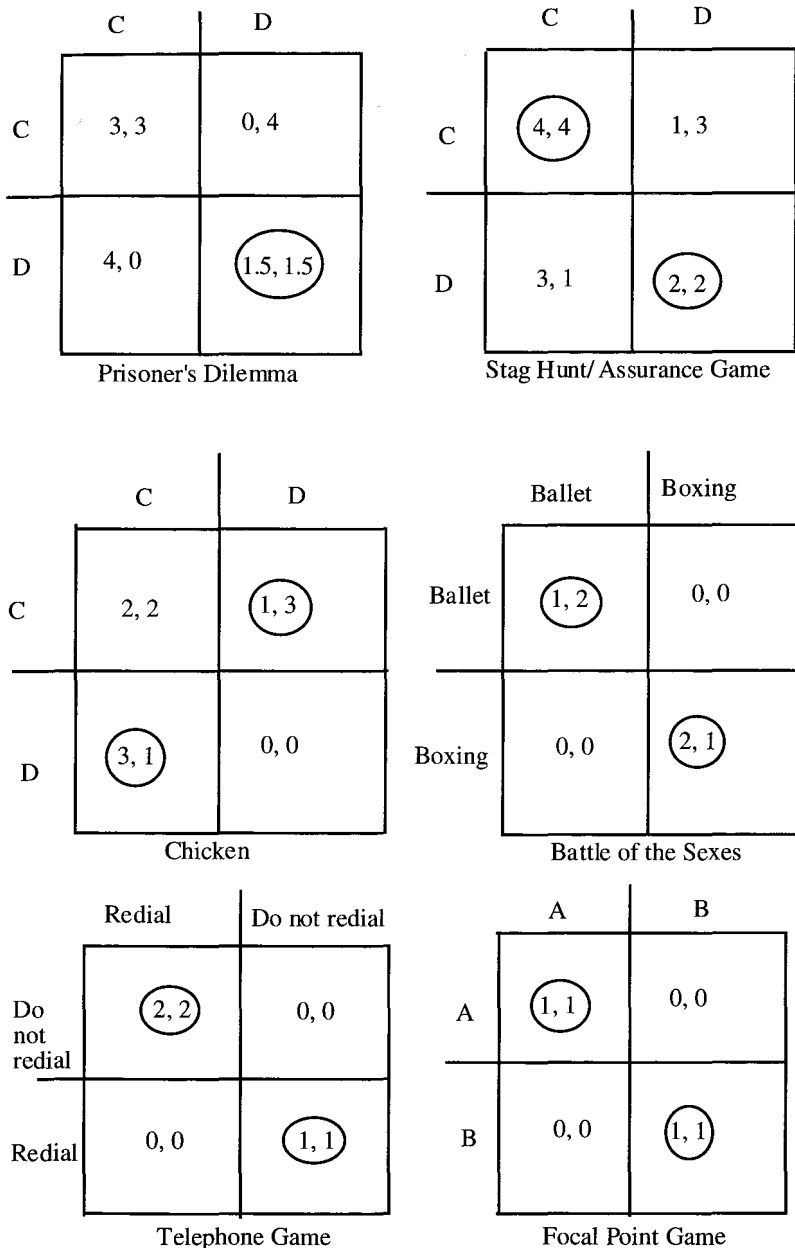 C D
C 3, 3 0, 4
D 4, 0 1.5, 1.5
Prisoner's Dilemma
C D
C 4, 4 1, 3
D 3, 1 2, 2
Stag Hunt/ Assurance Game
C D
C 2, 2 1, 3
D 3, 1 0, 0
Chicken
Ballet Boxing
Ballet 1, 2 0, 0
Boxing 0, 0 2, 1
Battle of the Sexes
Redial Do not redial
Do
not
redial
2, 2 0, 0
Redial 0, 0 1, 1
Telephone Game
A B
A 1, 1 0, 0
B 0, 0 1, 1
Focal Point Game